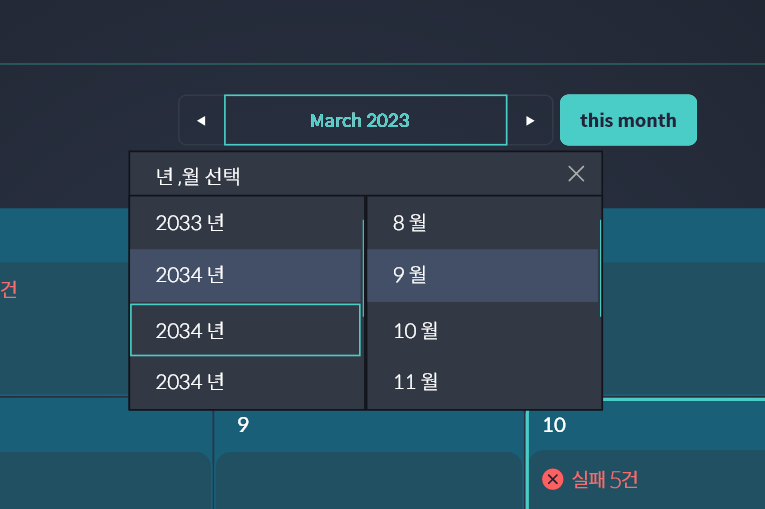 March 2023
this month
년 ,월 선택
2033 년
8 월
2034 년
9 월
2034 년
10 월
2034 년
11 월
건
9
10
실패 5건